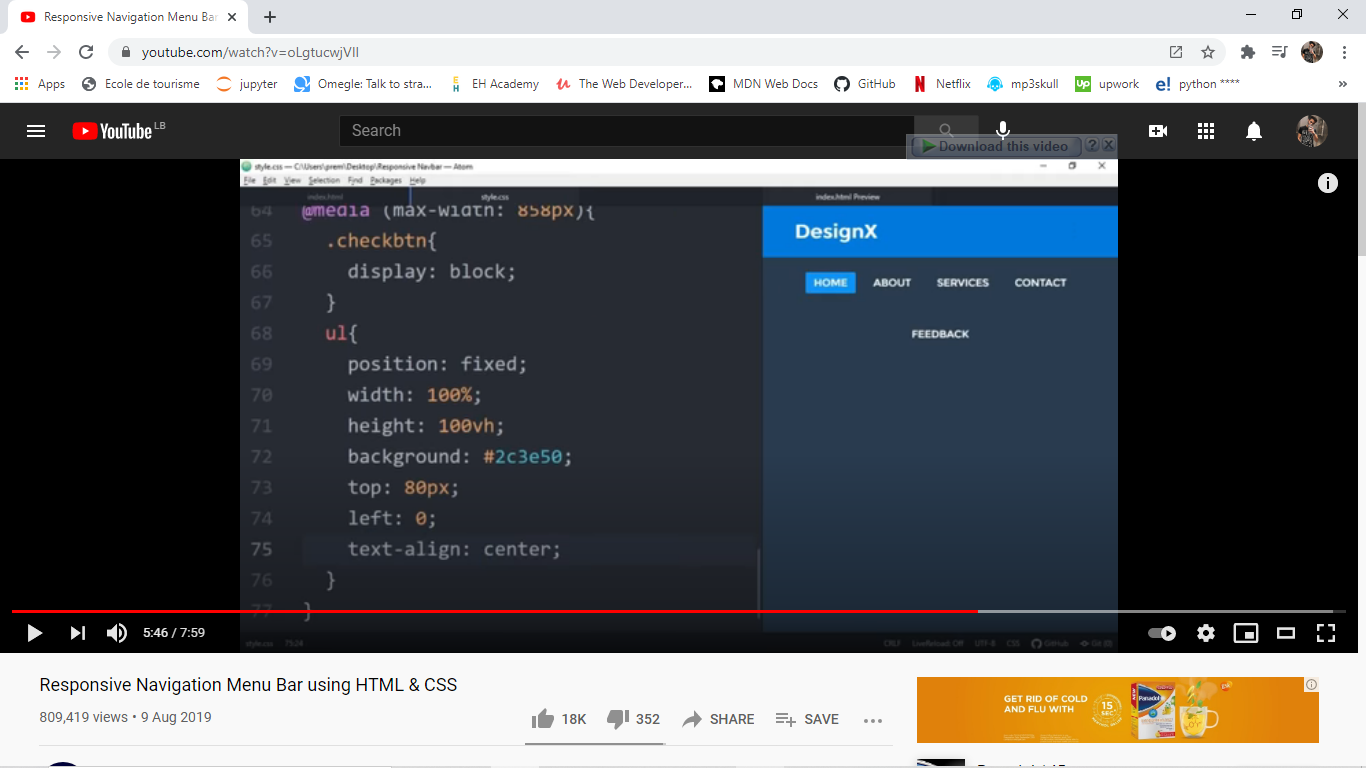 Responsive Navigation Menu Bar
youtube.com/watch?v=oLgtucwjVII
Apps
Ecole de tourisme
jupyter
Omegle: Talk to stra...
EH Academy
The Web Developer...
MDN Web Docs
GitHub
Netflix
mp3skull
upwork
python ****
YouTube LB
Search
Download this video
style.css — C:\Users\prem\Desktop\Responsive Navbar — Atom
File Edit View Selection Find Packages Help
index.html
style.css
index.html Preview
64 @media (max-width: 858px){
65 .checkbtn{
66 display: block;
67 }
68 ul{
69 position: fixed;
70 width: 100%;
71 height: 100vh;
72 background: #2c3e50;
73 top: 80px;
74 left: 0;
75 text-align: center;
76 }
77 }
DesignX
HOME ABOUT SERVICES CONTACT
FEEDBACK
style.css 75:24
CRLF LiveReload: Off UTF-8 CSS GitHub Git (0)
5:46 / 7:59
Responsive Navigation Menu Bar using HTML & CSS
809,419 views • 9 Aug 2019
18K
352
SHARE
SAVE
GET RID OF COLD
AND FLU WITH
15
SEC
NEW
Panadol